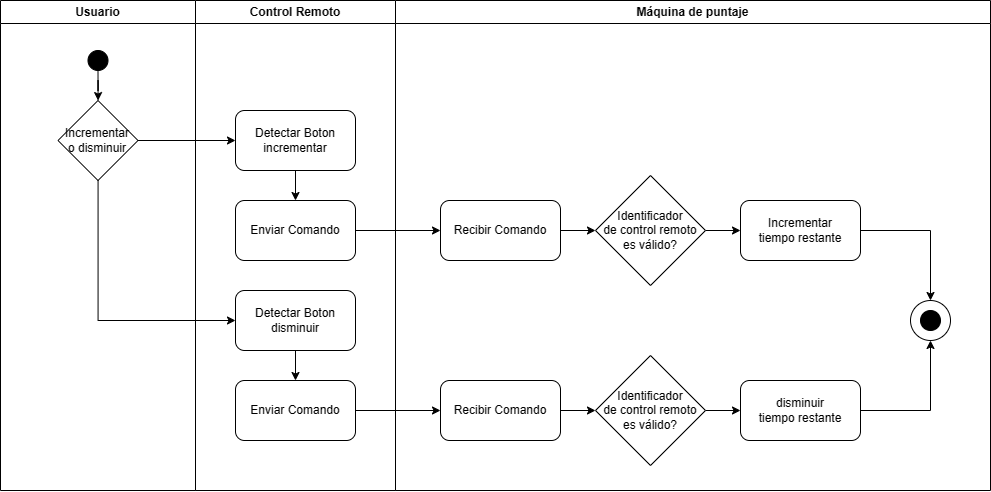 Usuario
Control Remoto
Máquina de puntaje
Incrementar
o disminuir
Detectar Boton
incrementar
Enviar Comando
Recibir Comando
Identificador
de control remoto
es válido?
Incrementar
tiempo restante
Detectar Boton
disminuir
Enviar Comando
Recibir Comando
Identificador
de control remoto
es válido?
disminuir
tiempo restante